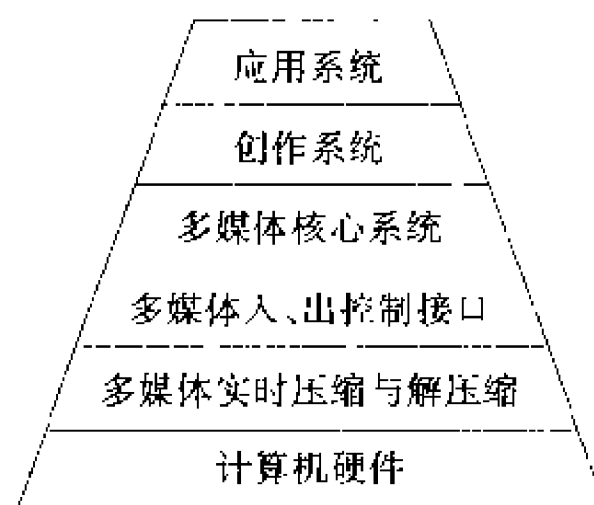 应用系统
创作系统
多媒体核心系统
多媒体入、出控制接口
多媒体实时压缩与解压缩
计算机硬件